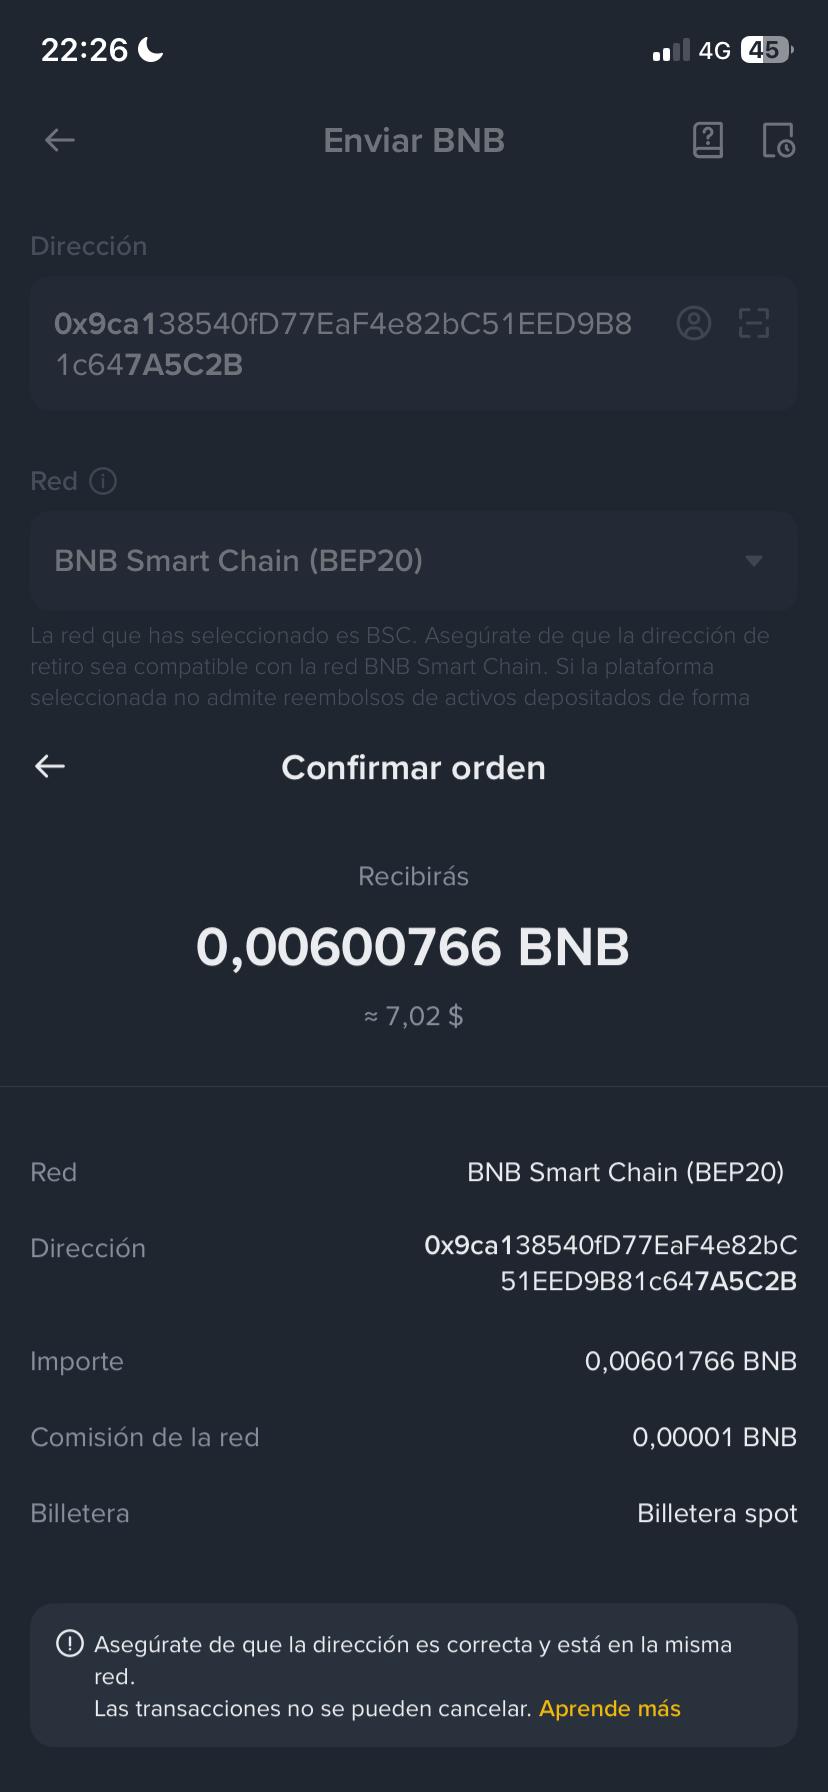 22:26
4G
45
Enviar BNB
Dirección
0x9ca138540fD77EaF4e82bC51EED9B8
1c647A5C2B
Red
BNB Smart Chain (BEP20)
La red que has seleccionado es BSC. Asegúrate de que la dirección de
retiro sea compatible con la red BNB Smart Chain. Si la plataforma
seleccionada no admite reembolsos de activos depositados de forma
Confirmar orden
Recibirás
0,00600766 BNB
≈ 7,02 $
Red
BNB Smart Chain (BEP20)
Dirección
0x9ca138540fD77EaF4e82bC
51EED9B81c647A5C2B
Importe
0,00601766 BNB
Comisión de la red
0,00001 BNB
Billetera
Billetera spot
Asegúrate de que la dirección es correcta y está en la misma
red.
Las transacciones no se pueden cancelar. Aprende más